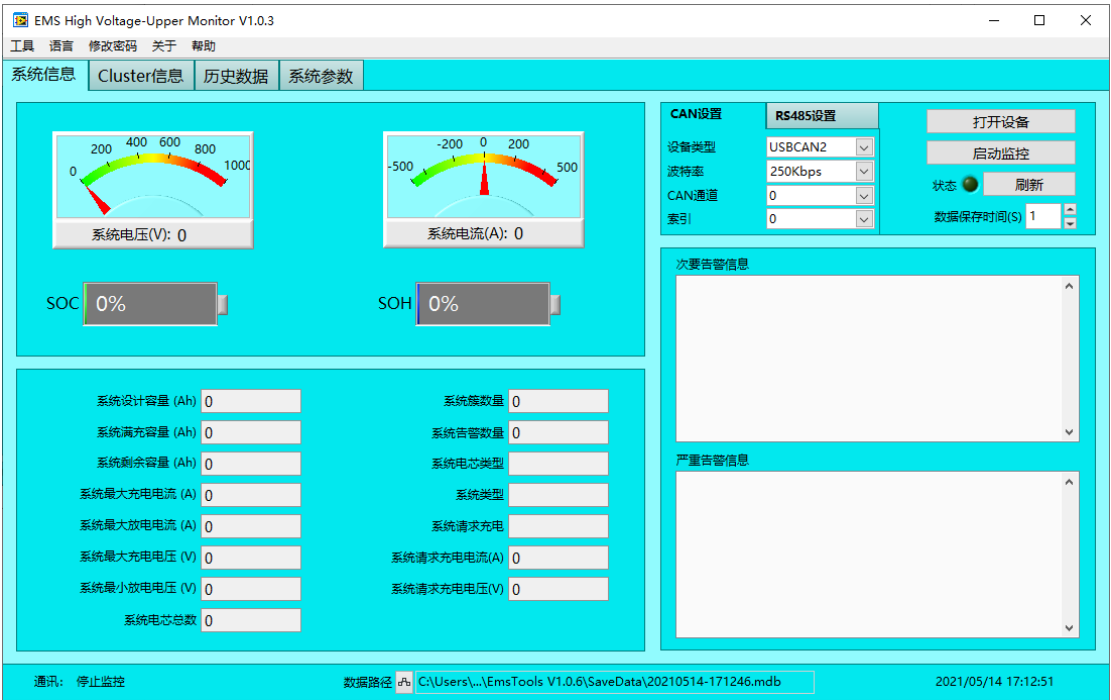 EMS High Voltage-Upper Monitor V1.0.3
工具 语言 修改密码 关于 帮助
系统信息 Cluster信息 历史数据 系统参数
0 200 400 600 800 1000
系统电压(V): 0
-500 -200 0 200 500
系统电流(A): 0
SOC 0%
SOH 0%
系统设计容量 (Ah) 0
系统满充容量 (Ah) 0
系统剩余容量 (Ah) 0
系统最大充电电流 (A) 0
系统最大放电电流 (A) 0
系统最大充电电压 (V) 0
系统最小放电电压 (V) 0
系统电芯总数 0
系统簇数量 0
系统告警数量 0
系统电芯类型
系统类型
系统请求充电
系统请求充电电流(A) 0
系统请求充电电压(V) 0
CAN设置 RS485设置
设备类型 USBCAN2
波特率 250Kbps
CAN通道 0
索引 0
打开设备
启动监控
状态 刷新
数据保存时间(S) 1
次要告警信息
严重告警信息
通讯: 停止监控
数据路径 C:\Users\...\EmsTools V1.0.6\SaveData\20210514-171246.mdb
2021/05/14 17:12:51